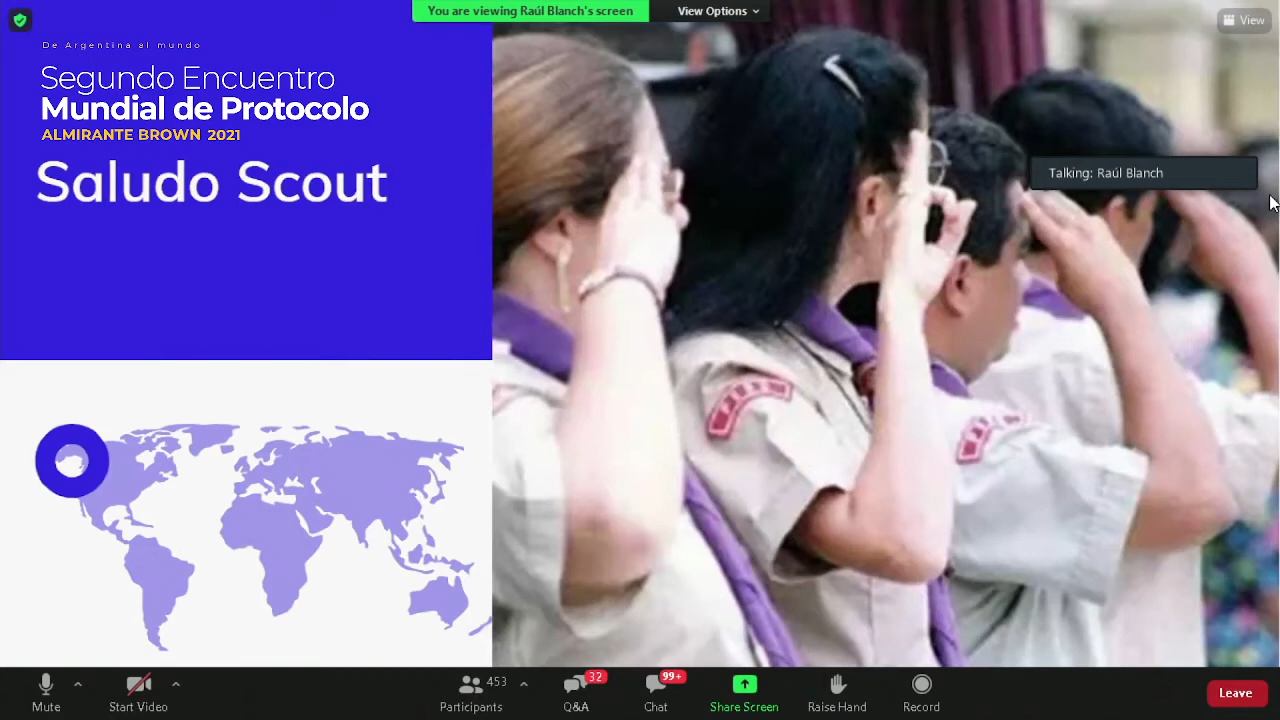 You are viewing Raúl Blanch's screen
View Options
View
De Argentina al mundo
Segundo Encuentro
Mundial de Protocolo
ALMIRANTE BROWN 2021
Saludo Scout
Talking: Raúl Blanch
453
32
99+
Mute
Start Video
Participants
Q&A
Chat
Share Screen
Raise Hand
Record
Leave